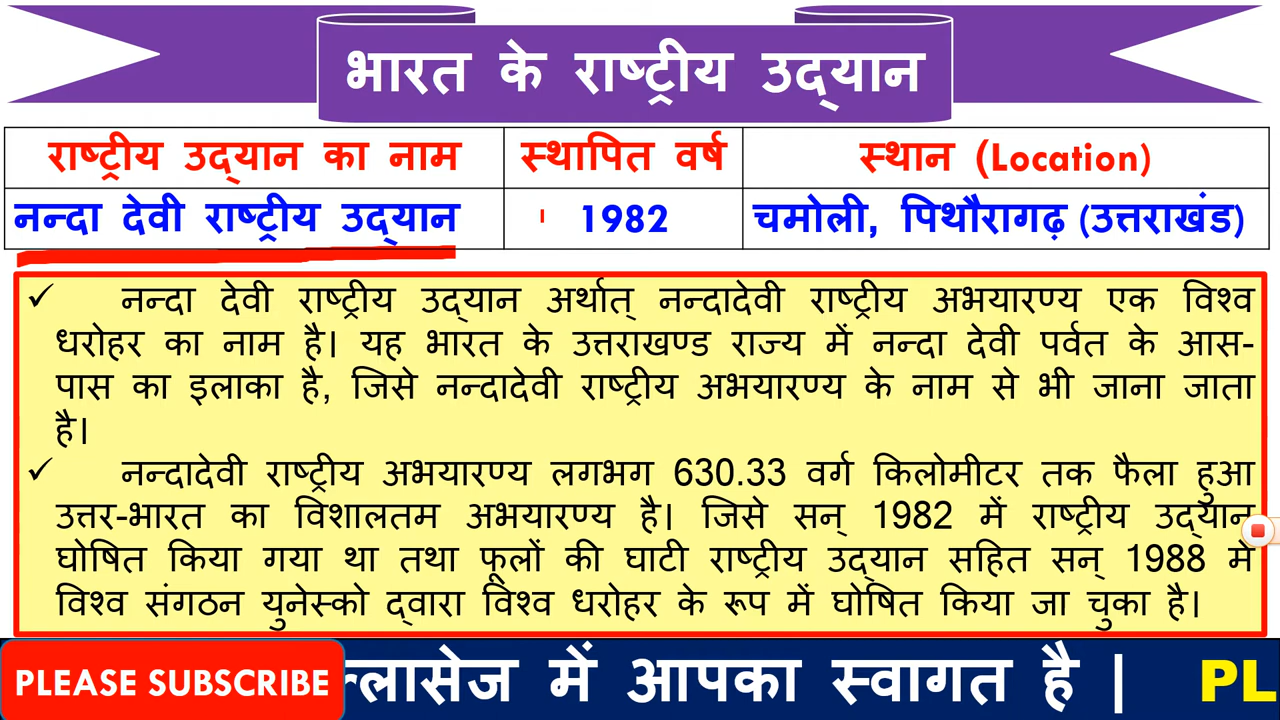 भारत के राष्ट्रीय उद्यान
राष्ट्रीय उद्यान का नाम स्थापित वर्ष स्थान (Location)
नन्दा देवी राष्ट्रीय उद्यान 1982 चमोली, पिथौरागढ़ (उत्तराखंड)
✓ नन्दा देवी राष्ट्रीय उद्यान अर्थात् नन्दादेवी राष्ट्रीय अभयारण्य एक विश्व
धरोहर का नाम है। यह भारत के उत्तराखण्ड राज्य में नन्दा देवी पर्वत के आस-
पास का इलाका है, जिसे नन्दादेवी राष्ट्रीय अभयारण्य के नाम से भी जाना जाता
है।
✓ नन्दादेवी राष्ट्रीय अभयारण्य लगभग 630.33 वर्ग किलोमीटर तक फैला हुआ
उत्तर-भारत का विशालतम अभयारण्य है। जिसे सन् 1982 में राष्ट्रीय उद्यान
घोषित किया गया था तथा फूलों की घाटी राष्ट्रीय उद्यान सहित सन् 1988 में
विश्व संगठन युनेस्को द्वारा विश्व धरोहर के रूप में घोषित किया जा चुका है।
PLEASE SUBSCRIBE क्लासेज में आपका स्वागत है | PL